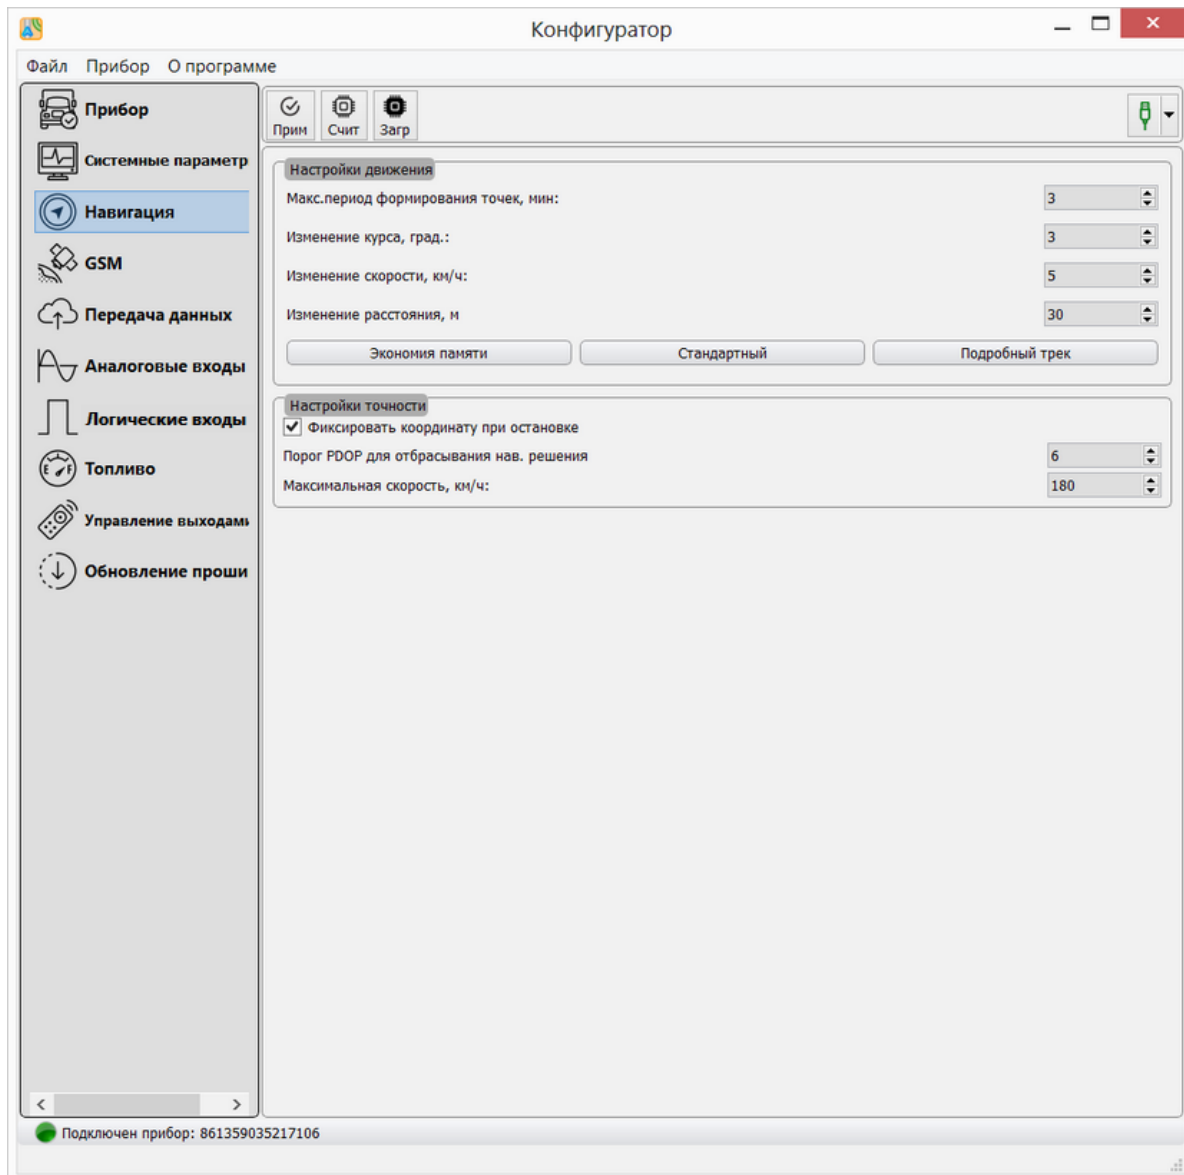 Конфигуратор
Файл Прибор О программе
Прибор
Системные параметр
Навигация
GSM
Передача данных
Аналоговые входы
Логические входы
Топливо
Управление выходами
Обновление проши
Прим Счит Загр
Настройки движения
Макс.период формирования точек, мин: 3
Изменение курса, град.: 3
Изменение скорости, км/ч: 5
Изменение расстояния, м 30
Экономия памяти Стандартный Подробный трек
Настройки точности
Фиксировать координату при остановке
Порог PDOP для отбрасывания нав. решения 6
Максимальная скорость, км/ч: 180
Подключен прибор: 861359035217106